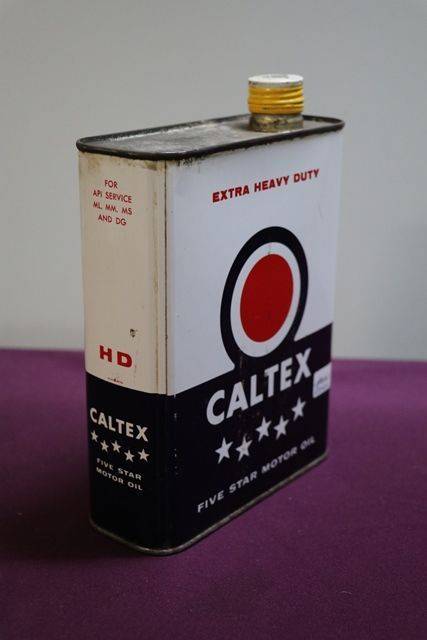 FOR
API SERVICE
ML, MM, MS
AND DG
HD
CALTEX
FIVE STAR
MOTOR OIL
EXTRA HEAVY DUTY
CALTEX
FIVE STAR MOTOR OIL